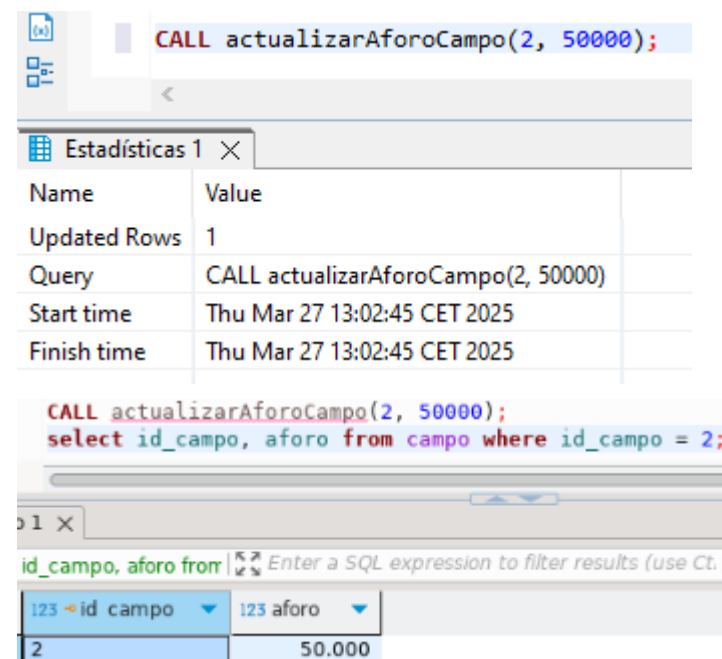 CALL actualizarAforoCampo(2, 50000);
Estadísticas 1
Name Value
Updated Rows 1
Query CALL actualizarAforoCampo(2, 50000)
Start time Thu Mar 27 13:02:45 CET 2025
Finish time Thu Mar 27 13:02:45 CET 2025
CALL actualizarAforoCampo(2, 50000);
select id_campo, aforo from campo where id_campo = 2;
o 1
id_campo, aforo from Enter a SQL expression to filter results (use Ct.
123 id_campo 123 aforo
2 50.000